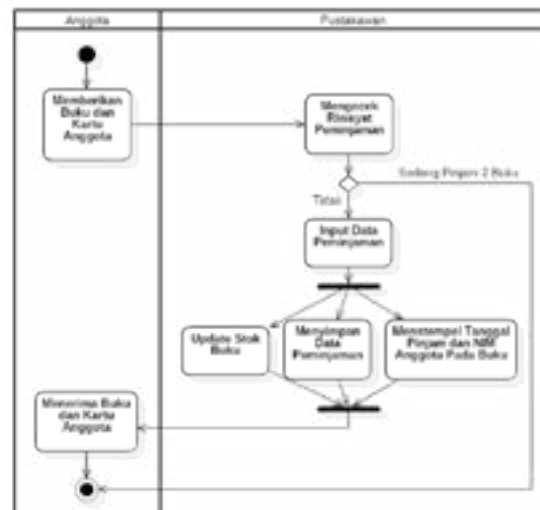 Anggota
Pustakawan
Memberikan
Buku dan
Kartu
Anggota
Mengecek
Riwayat
Peminjaman
Sedang Pinjam 2 Buku
Tidak
Input Data
Peminjaman
Update Stok
Buku
Menyimpan
Data
Peminjaman
Menstempel Tanggal
Pinjam dan NIM
Anggota Pada Buku
Menerima Buku
dan Kartu
Anggota